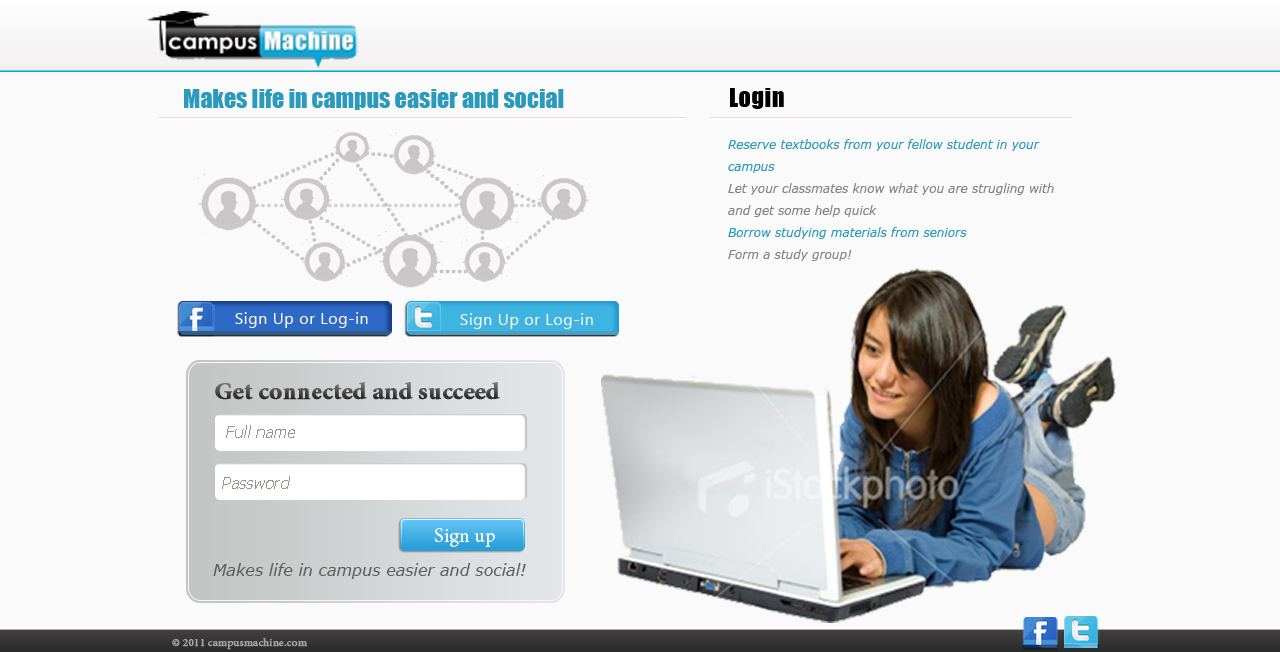 campus Machine
Makes life in campus easier and social
Login
Reserve textbooks from your fellow student in your
campus
Let your classmates know what you are strugling with
and get some help quick
Borrow studying materials from seniors
Form a study group!
f Sign Up or Log-in
t Sign Up or Log-in
Get connected and succeed
Full name
Password
Sign up
Makes life in campus easier and social!
iStockphoto
© 2011 campusmachine.com
f t